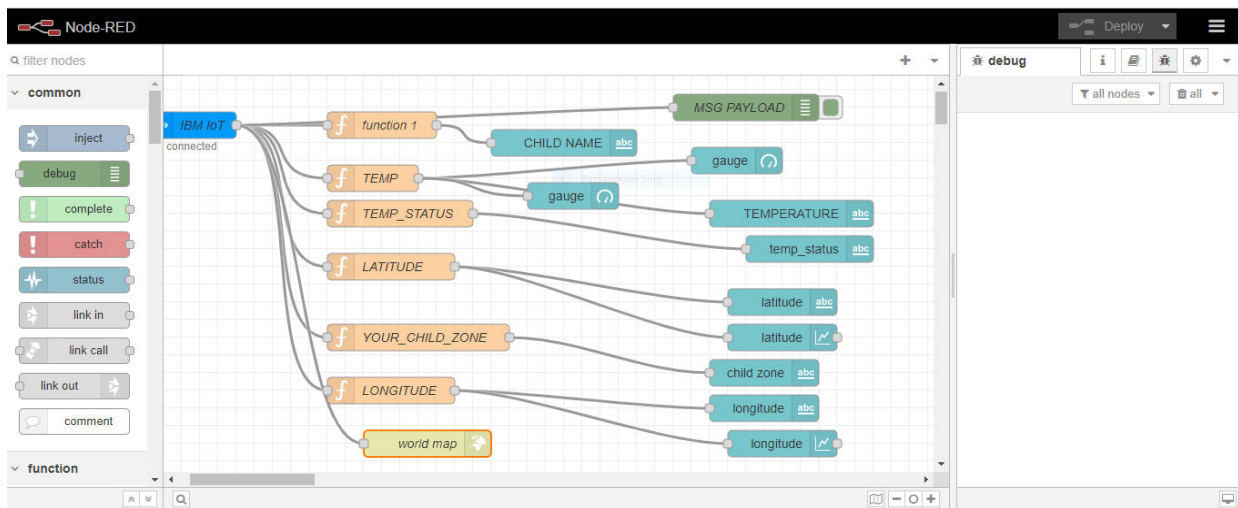 Node-RED
Deploy
filter nodes
common
inject
debug
complete
catch
status
link in
link call
link out
comment
function
IBM IoT
connected
function 1
TEMP
TEMP_STATUS
LATITUDE
YOUR_CHILD_ZONE
LONGITUDE
world map
MSG PAYLOAD
CHILD NAME abc
gauge
gauge
TEMPERATURE abc
temp_status abc
latitude abc
latitude
child zone abc
longitude abc
longitude
debug
i
all nodes
all